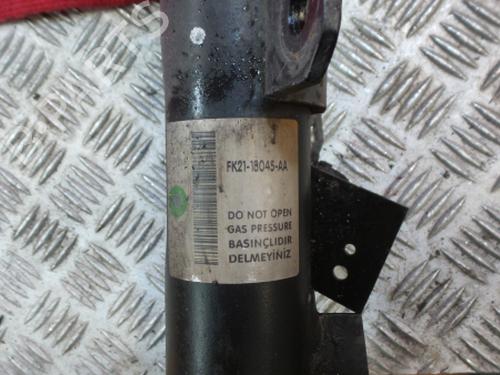 FK21-18045-AA
DO NOT OPEN
GAS PRESSURE
BASINÇLIDIR
DELMEYİNİZ